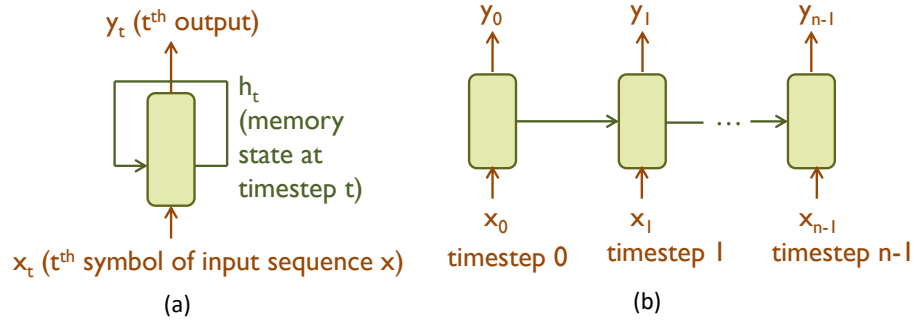 yₜ (tᵗʰ output)
hₜ
(memory
state at
timestep t)
xₜ (tᵗʰ symbol of input sequence x)
(a)
y₀ y₁ yₙ₋₁
...
x₀ x₁ xₙ₋₁
timestep 0 timestep 1 timestep n-1
(b)